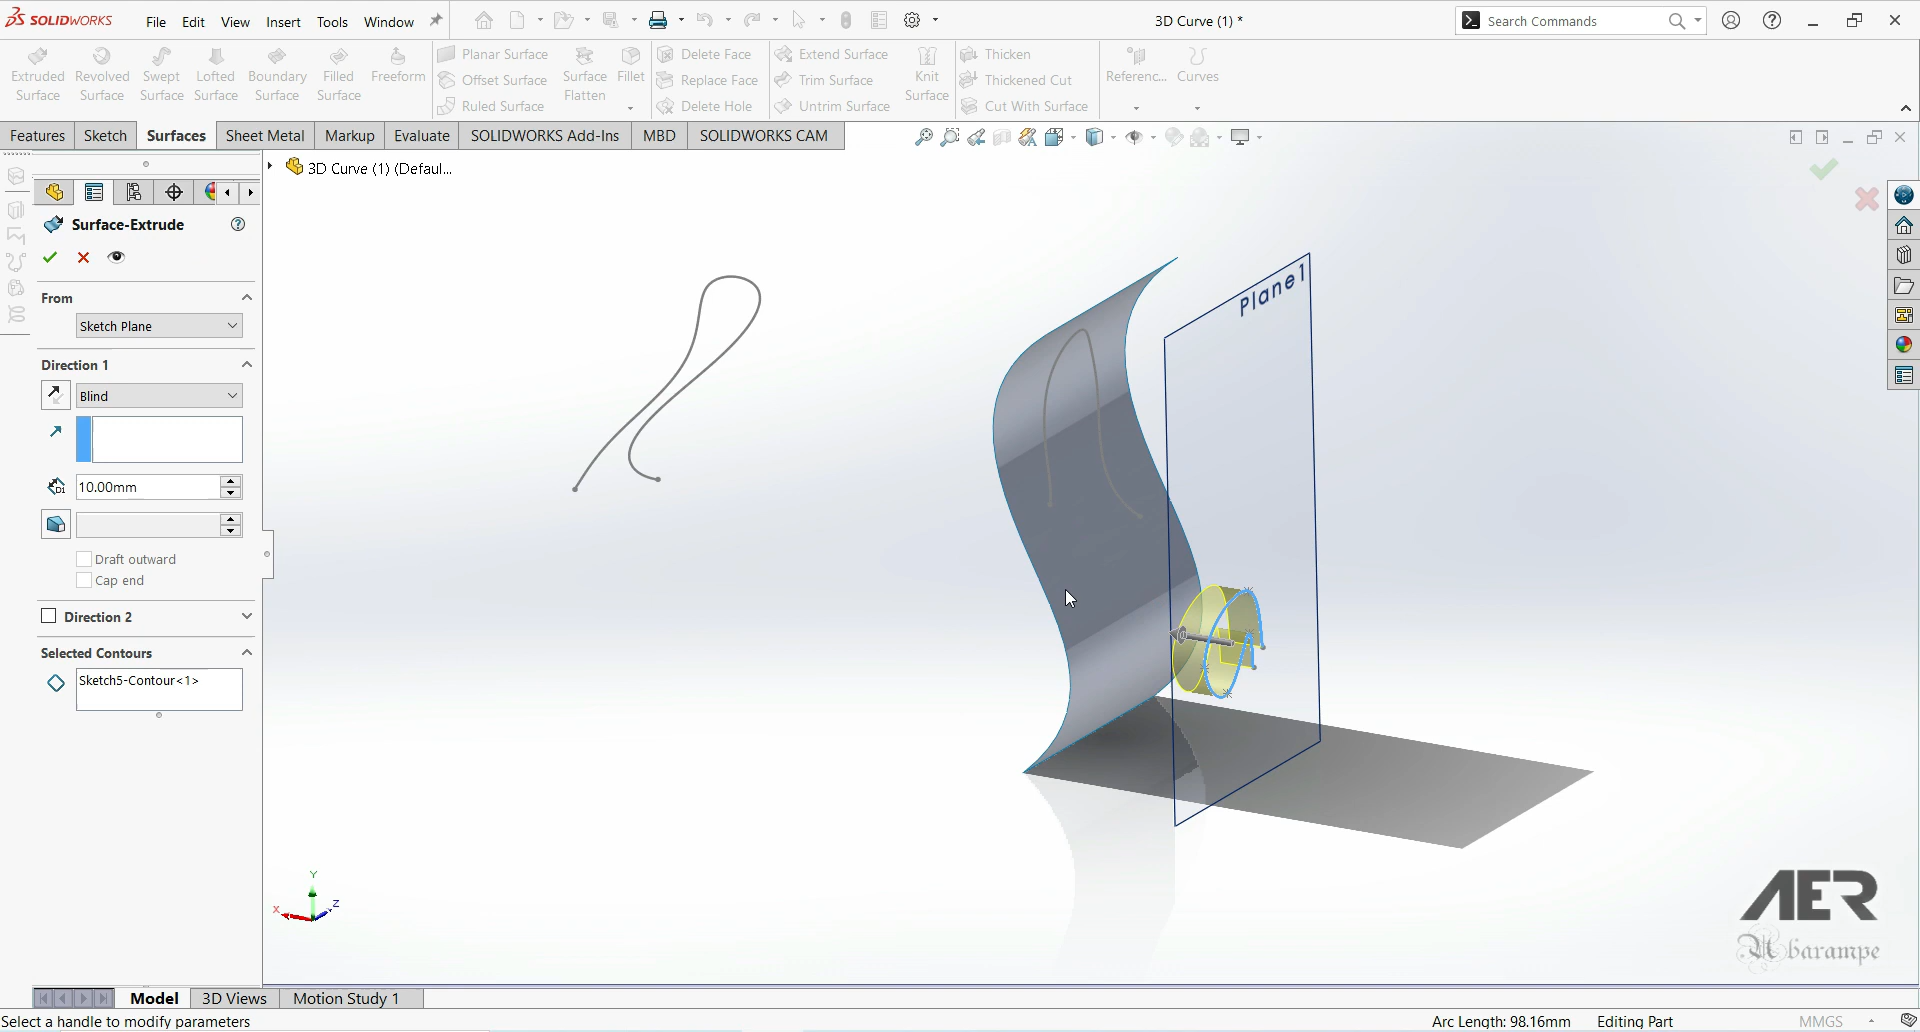 SOLIDWORKS File Edit View Insert Tools Window 3D Curve (1) * Search Commands
Extruded Surface
Revolved Surface
Swept Surface
Lofted Surface
Boundary Surface
Filled Surface
Freeform
Planar Surface
Offset Surface
Ruled Surface
Surface Flatten
Fillet
Delete Face
Replace Face
Delete Hole
Extend Surface
Trim Surface
Untrim Surface
Knit Surface
Thicken
Thickened Cut
Cut With Surface
Referenc...
Curves
Features Sketch Surfaces Sheet Metal Markup Evaluate SOLIDWORKS Add-Ins MBD SOLIDWORKS CAM
3D Curve (1) (Defaul...
Surface-Extrude
From
Sketch Plane
Direction 1
Blind
D1
10.00mm
Draft outward
Cap end
Direction 2
Selected Contours
Sketch5-Contour<1>
Plane1
Y
X
Z
AER
Mbarampe
Model 3D Views Motion Study 1
Select a handle to modify parameters Arc Length: 98.16mm Editing Part MMGS